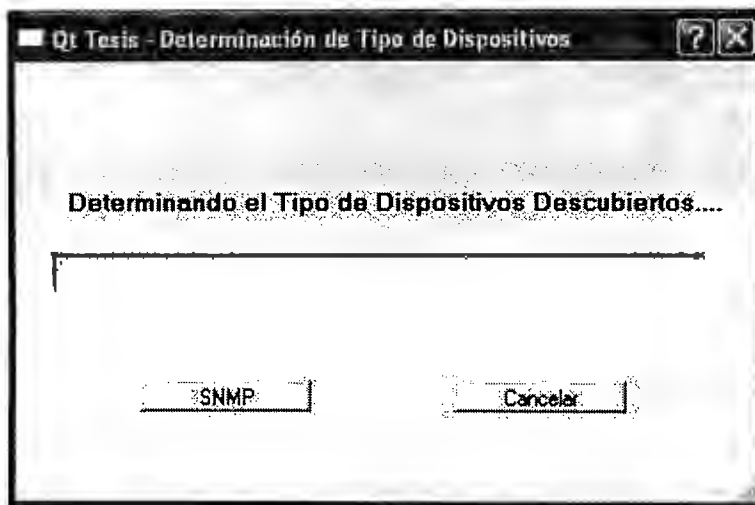 Qt Tesis - Determinación de Tipo de Dispositivos
Determinando el Tipo de Dispositivos Descubiertos....
SNMP
Cancelar